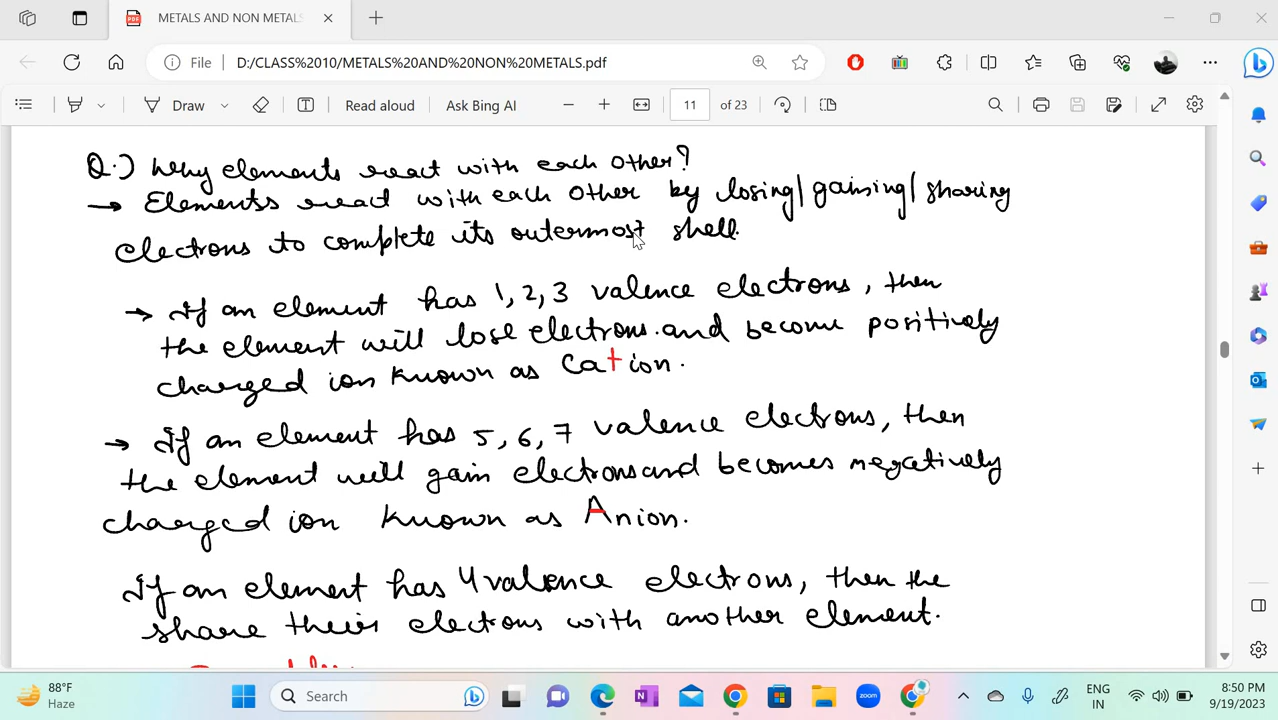 METALS AND NON METALS
File D:/CLASS%2010/METALS%20AND%20NON%20METALS.pdf
Draw Read aloud Ask Bing AI 11 of 23
Q.) Why elements react with each other?
→ Elements react with each other by losing/gaining/sharing
electrons to complete its outermost shell.
→ If an element has 1, 2, 3 valence electrons, then
the element will lose electrons and become positively
charged ion known as Cation.
→ If an element has 5, 6, 7 valence electrons, then
the element will gain electrons and becomes negatively
charged ion known as Anion.
If an element has 4 valence electrons, then the
share their electrons with another element.
88°F
Haze
Search
zoom
ENG
IN
8:50 PM
9/19/2023